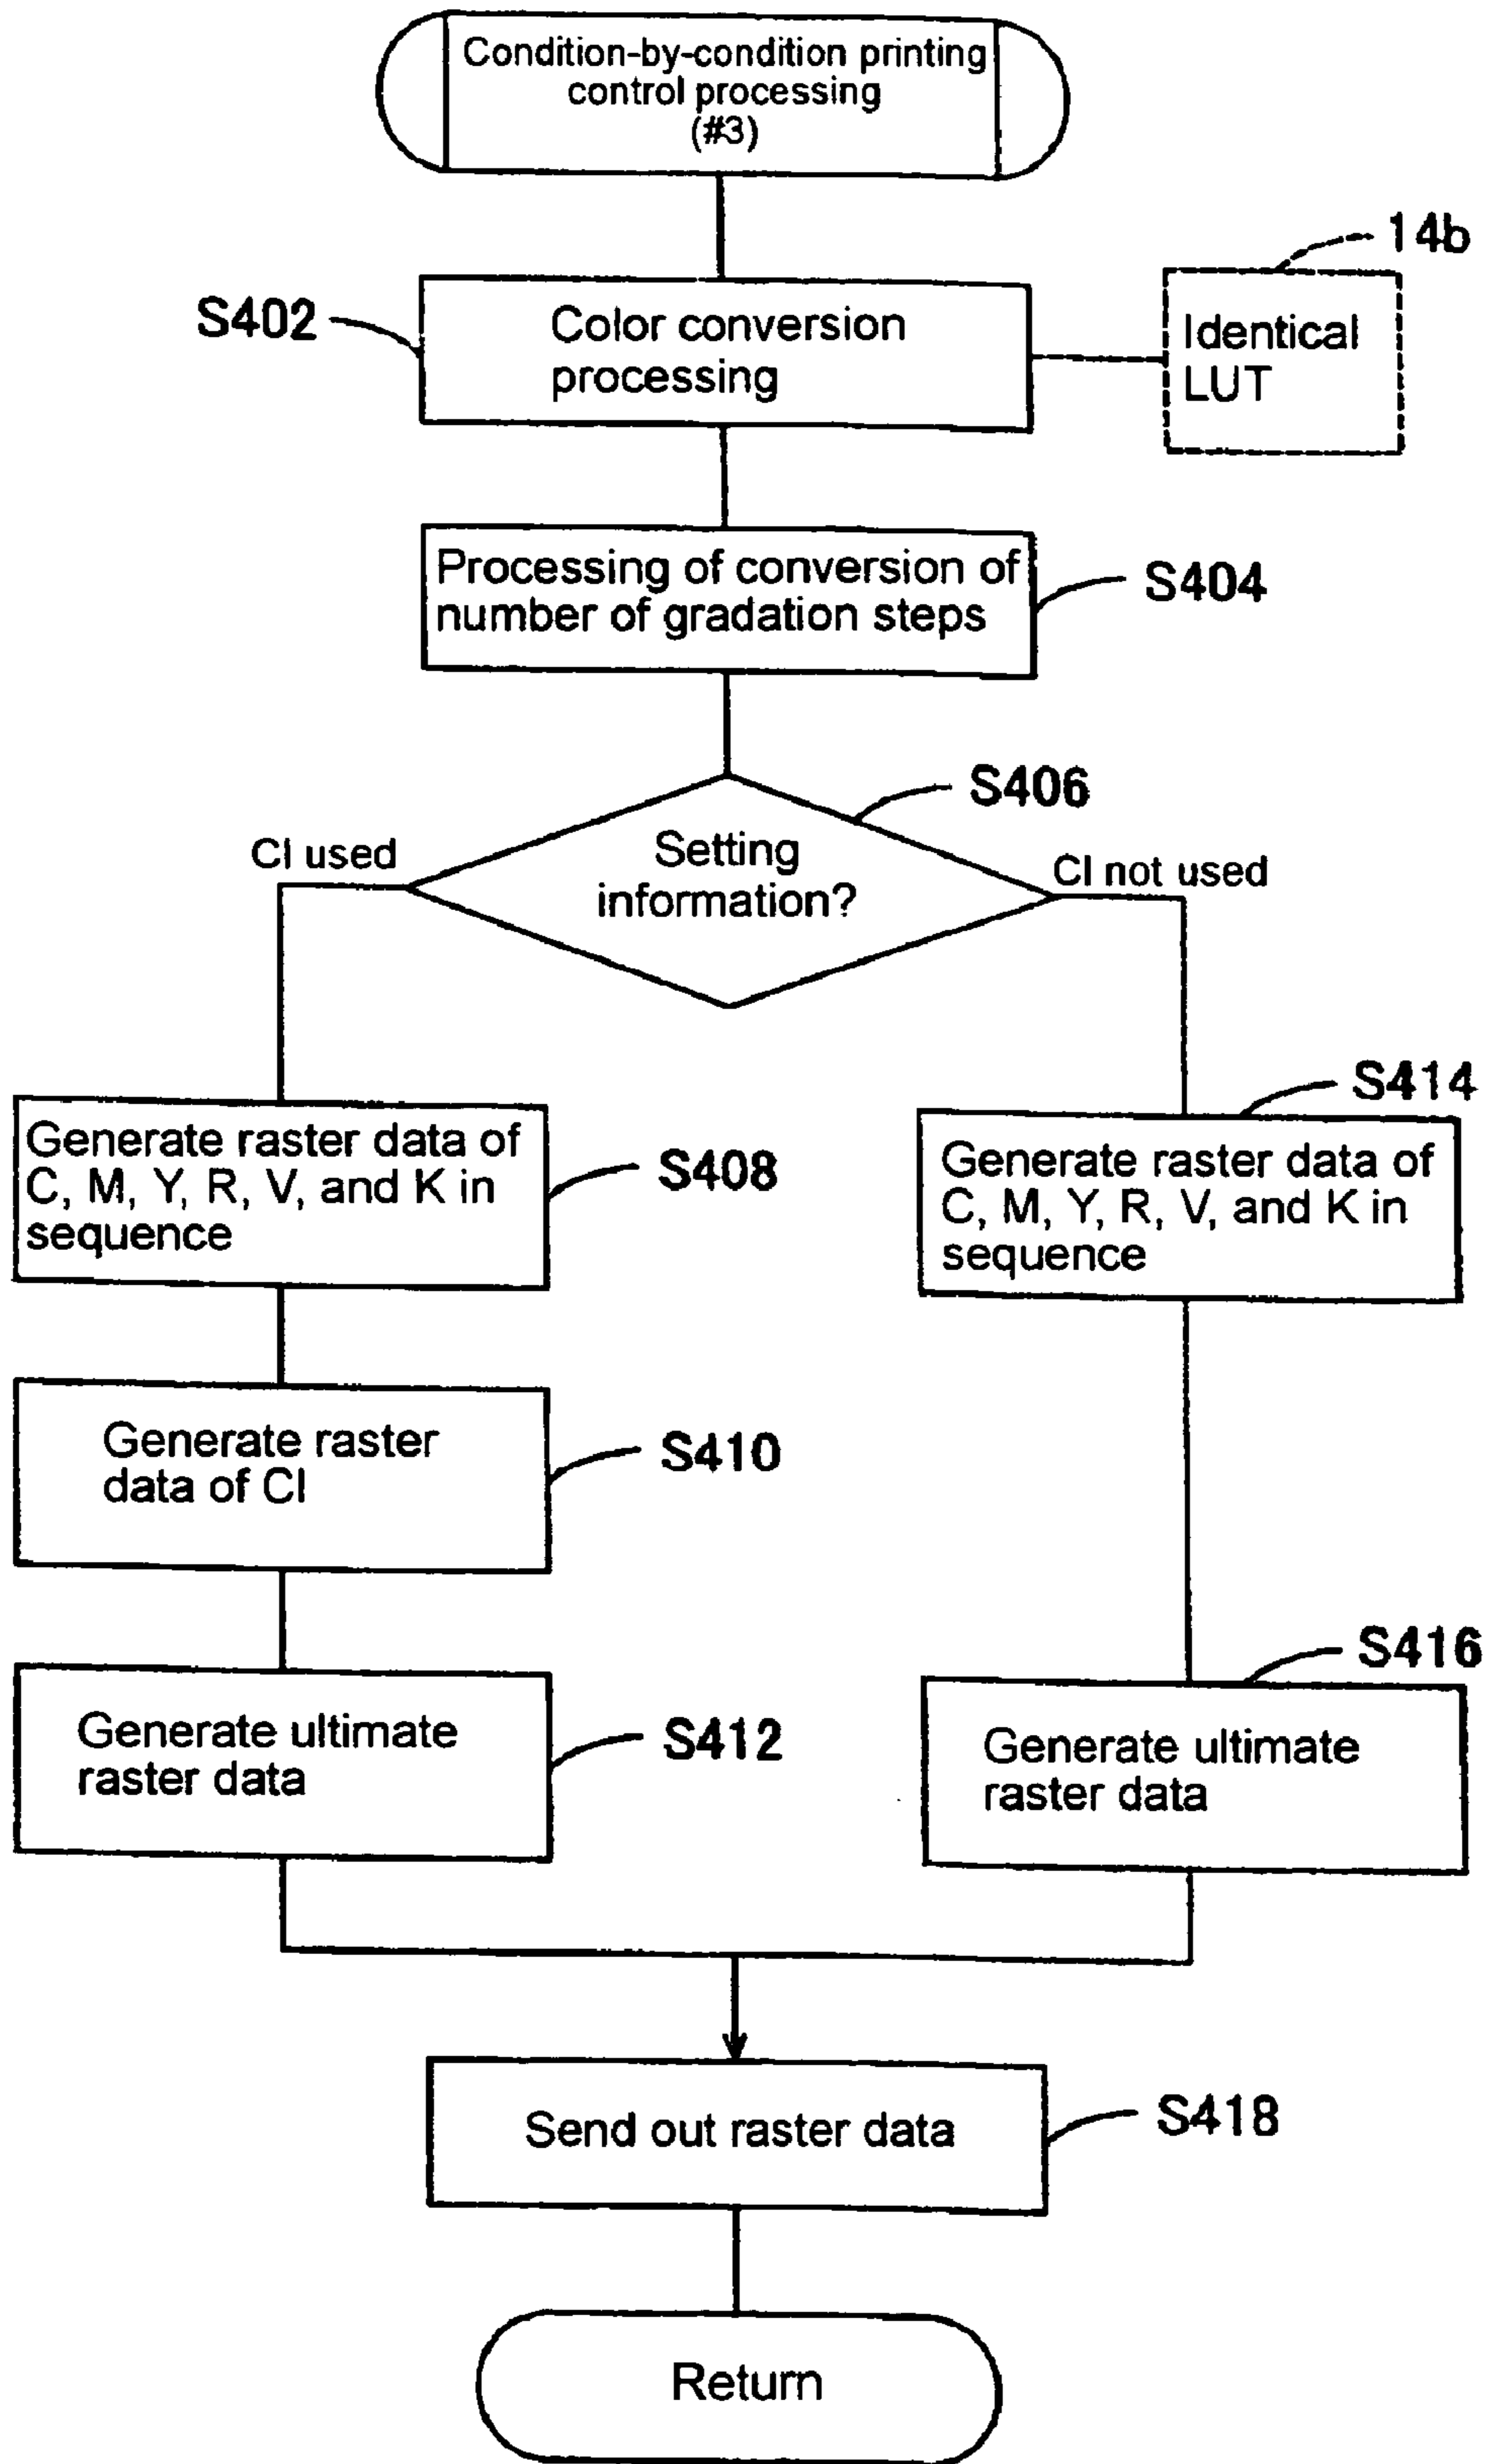 Condition-by-condition printing
control processing
(#3)
14b
S402
Color conversion
processing
Identical
LUT
Processing of conversion of
number of gradation steps
S404
S406
CI used
Setting
information?
CI not used
S414
Generate raster data of
C, M, Y, R, V, and K in
sequence
S408
Generate raster data of
C, M, Y, R, V, and K in
sequence
Generate raster
data of CI
S410
S416
Generate ultimate
raster data
S412
Generate ultimate
raster data
Send out raster data
S418
Return